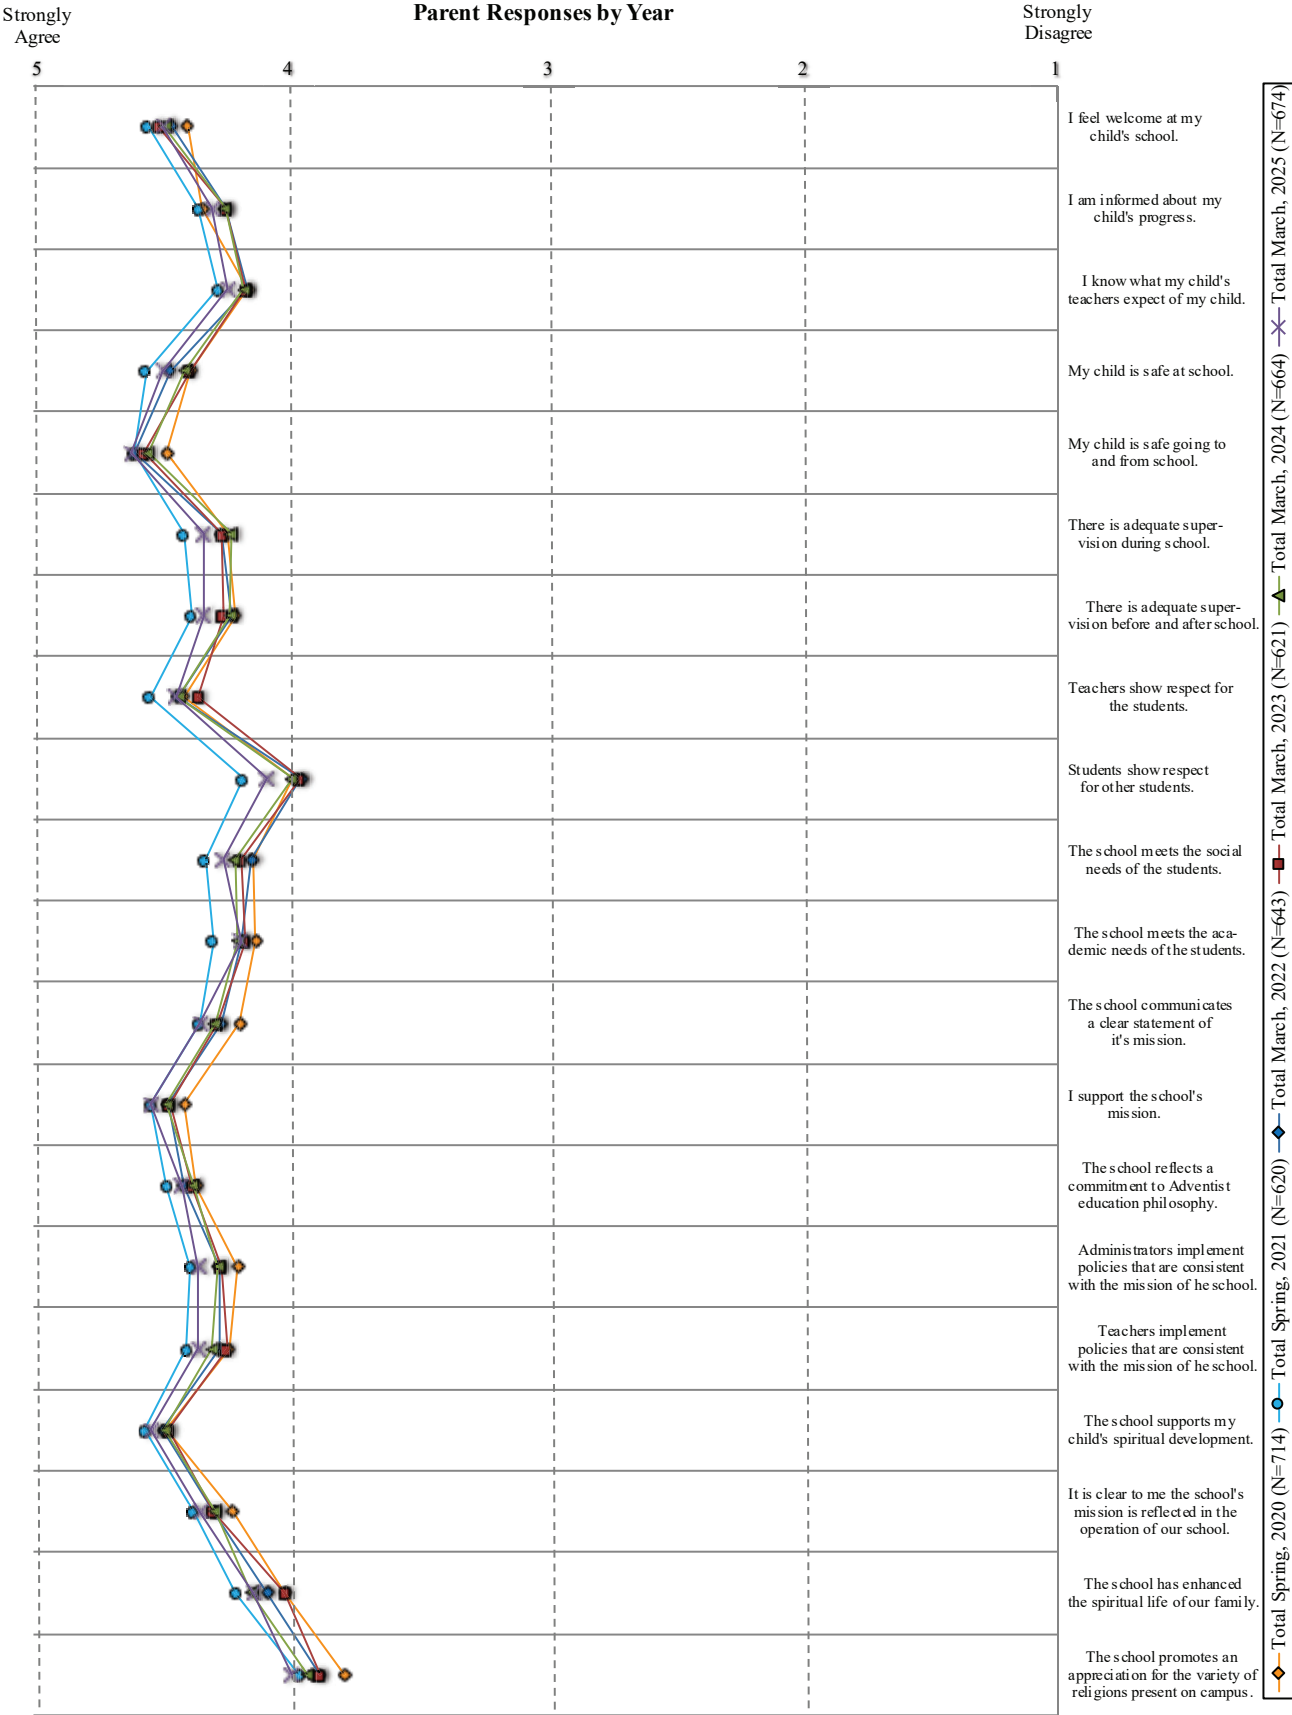 Parent Responses by Year
Strongly
Agree
Strongly
Disagree
5 4 3 2 1
I feel welcome at my
child's school.
I am informed about my
child's progress.
I know what my child's
teachers expect of my child.
My child is safe at school.
My child is safe going to
and from school.
There is adequate super-
vision during school.
There is adequate super-
vision before and after school.
Teachers show respect for
the students.
Students show respect
for other students.
The school meets the social
needs of the students.
The school meets the aca-
demic needs of the students.
The school communicates
a clear statement of
it's mission.
I support the school's
mission.
The school reflects a
commitment to Adventist
education philosophy.
Administrators implement
policies that are consistent
with the mission of he school.
Teachers implement
policies that are consistent
with the mission of he school.
The school supports my
child's spiritual development.
It is clear to me the school's
mission is reflected in the
operation of our school.
The school has enhanced
the spiritual life of our family.
The school promotes an
appreciation for the variety of
religions present on campus.
Total Spring, 2020 (N=714) Total Spring, 2021 (N=620) Total March, 2022 (N=643) Total March, 2023 (N=621) Total March, 2024 (N=664) Total March, 2025 (N=674)